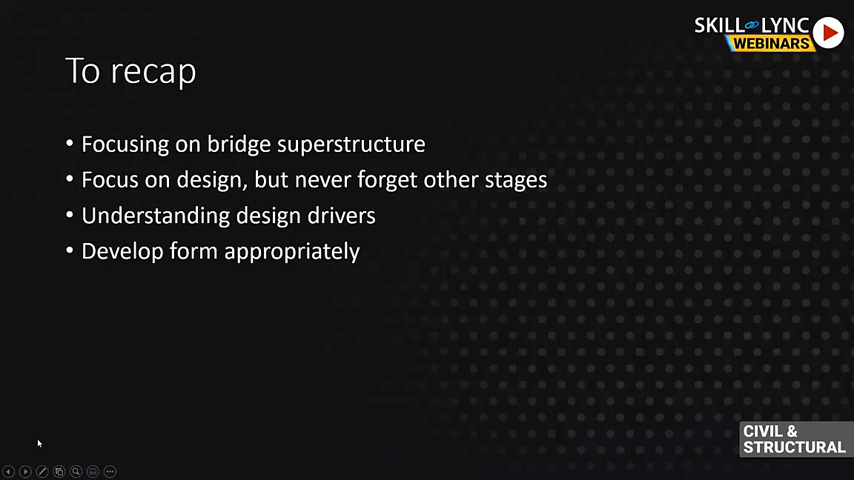 SKILL LYNC
WEBINARS
To recap
• Focusing on bridge superstructure
• Focus on design, but never forget other stages
• Understanding design drivers
• Develop form appropriately
CIVIL &
STRUCTURAL